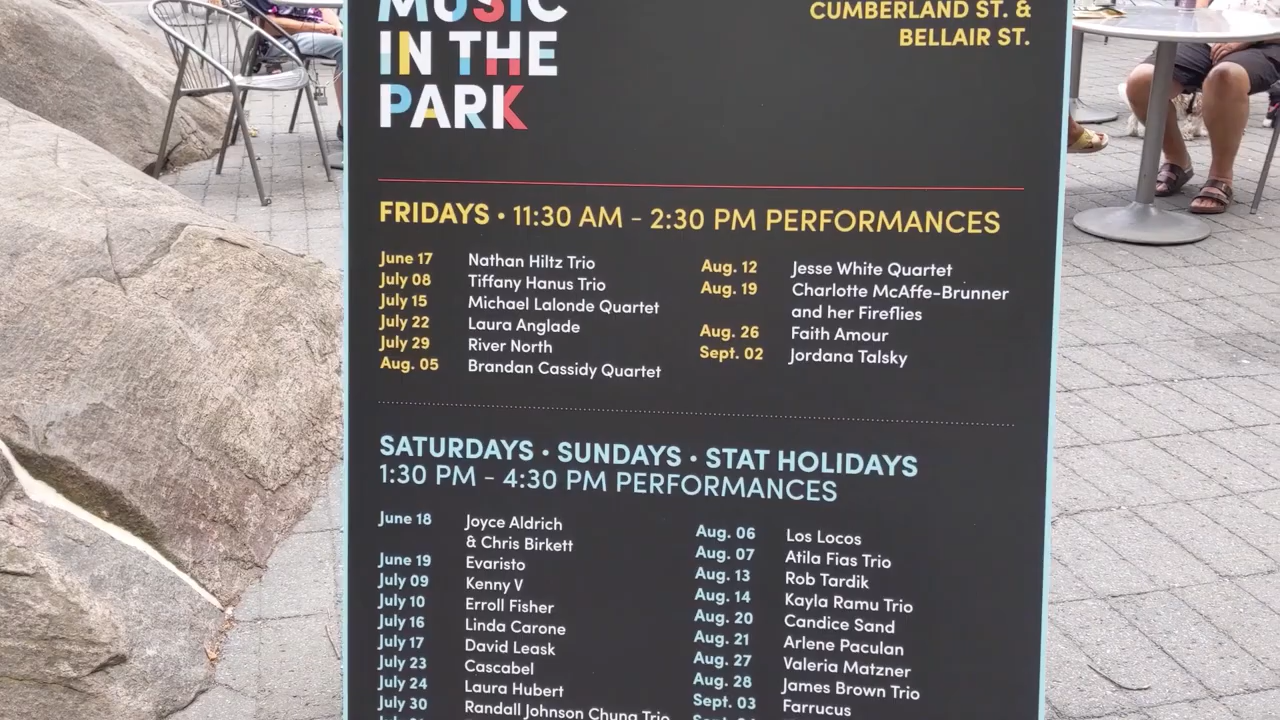 MUSIC
IN THE
PARK
CUMBERLAND ST. &
BELLAIR ST.
FRIDAYS • 11:30 AM - 2:30 PM PERFORMANCES
June 17 Nathan Hiltz Trio
July 08 Tiffany Hanus Trio
July 15 Michael Lalonde Quartet
July 22 Laura Anglade
July 29 River North
Aug. 05 Brandan Cassidy Quartet
Aug. 12 Jesse White Quartet
Aug. 19 Charlotte McAffe-Brunner
and her Fireflies
Aug. 26 Faith Amour
Sept. 02 Jordana Talsky
SATURDAYS • SUNDAYS • STAT HOLIDAYS
1:30 PM - 4:30 PM PERFORMANCES
June 18 Joyce Aldrich
& Chris Birkett
June 19 Evaristo
July 09 Kenny V
July 10 Erroll Fisher
July 16 Linda Carone
July 17 David Leask
July 23 Cascabel
July 24 Laura Hubert
July 30 Randall Johnson Chung Trio
Aug. 06 Los Locos
Aug. 07 Atila Fias Trio
Aug. 13 Rob Tardik
Aug. 14 Kayla Ramu Trio
Aug. 20 Candice Sand
Aug. 21 Arlene Paculan
Aug. 27 Valeria Matzner
Aug. 28 James Brown Trio
Sept. 03 Farrucus